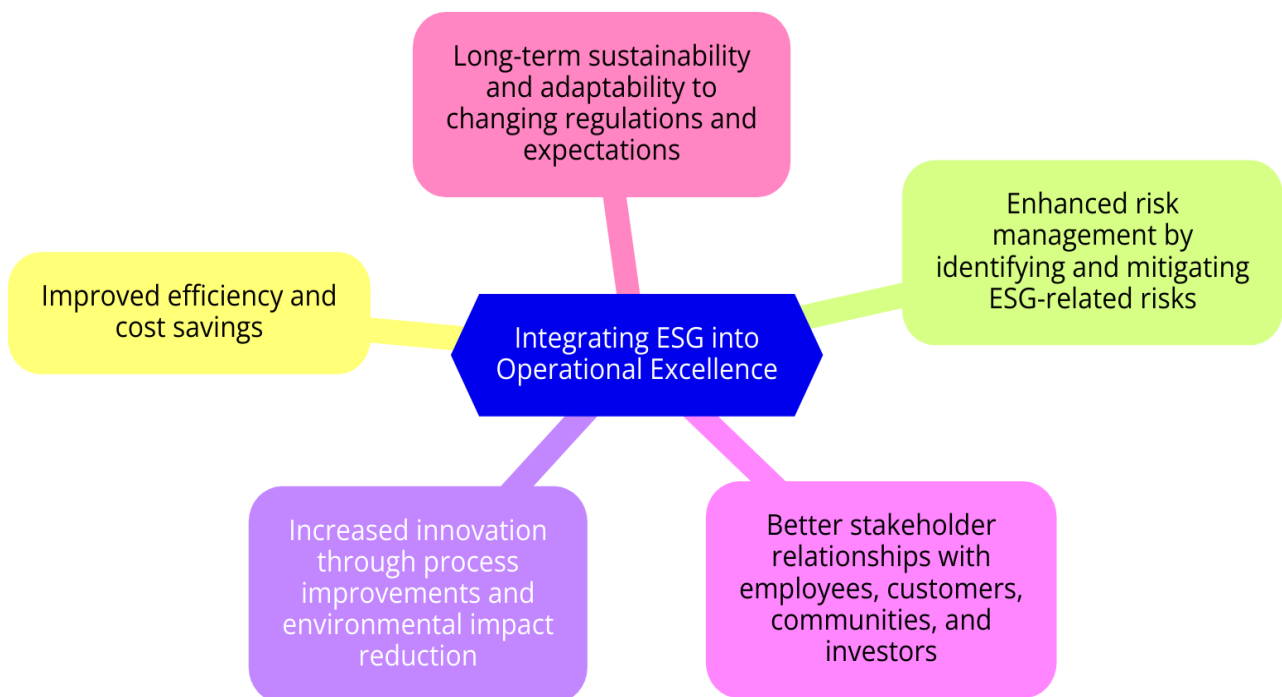 Long-term sustainability
and adaptability to
changing regulations and
expectations
Enhanced risk
management by
identifying and mitigating
ESG-related risks
Improved efficiency and
cost savings
Integrating ESG into
Operational Excellence
Increased innovation
through process
improvements and
environmental impact
reduction
Better stakeholder
relationships with
employees, customers,
communities, and
investors